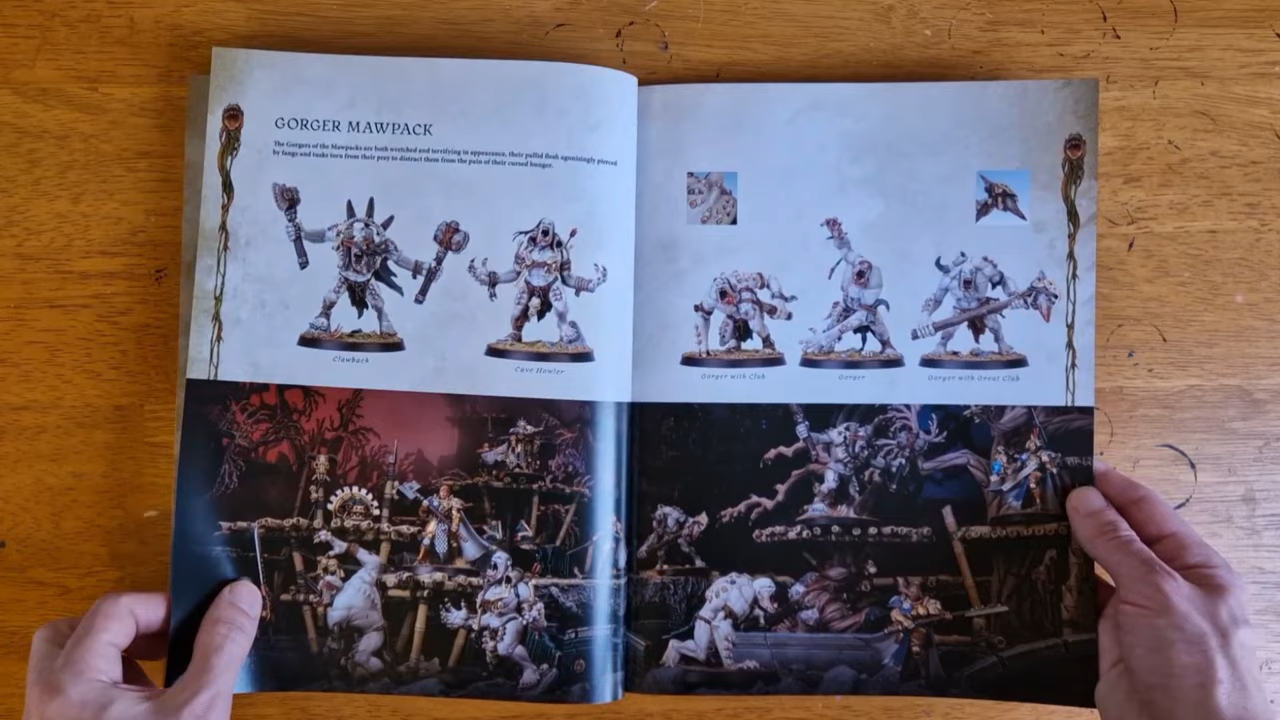 GORGER MAWPACK
The Gorgers of the Mawpacks are both wretched and terrifying in appearance, their pallid flesh agonisingly pierced
by fangs and tusks torn from their prey to distract them from the pain of their cursed hunger.
Clawback
Cave Howler
Gorger with Club
Gorger
Gorger with Great Club